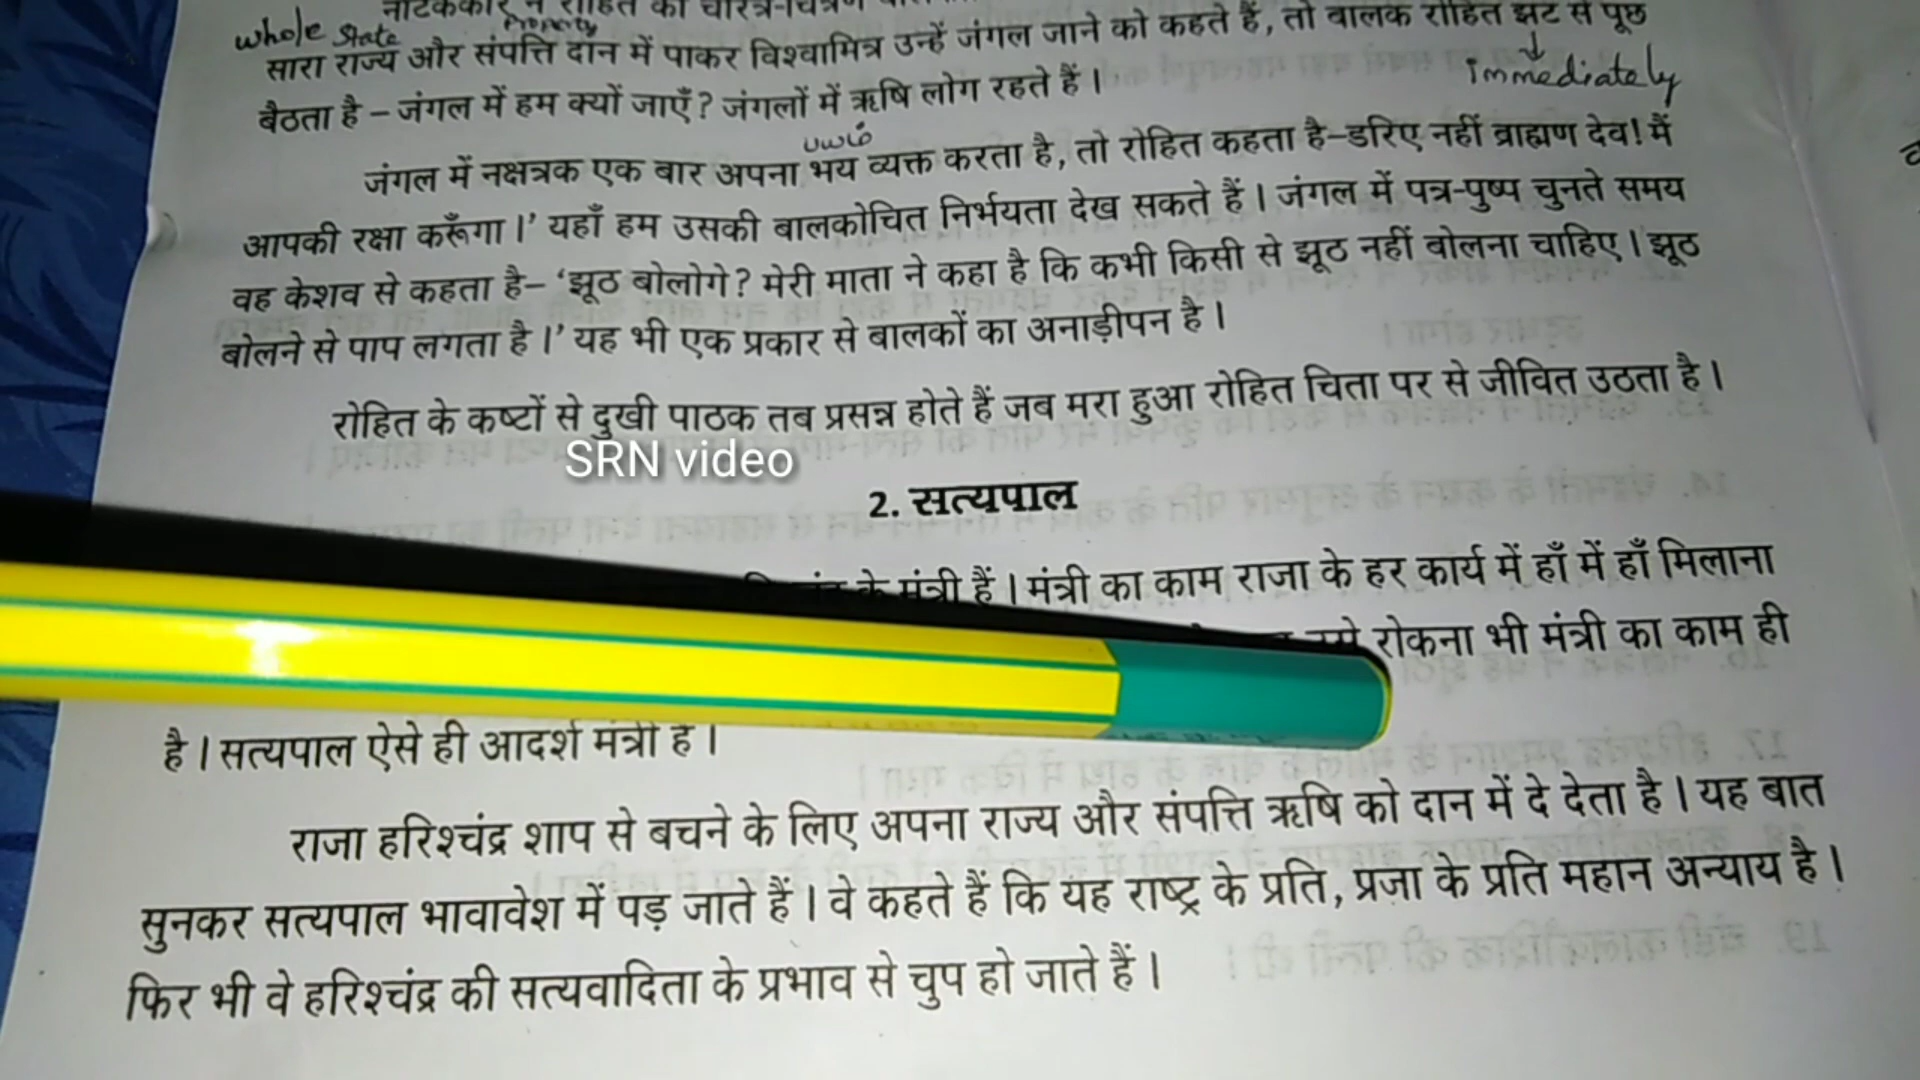 whole State Property
सारा राज्य और संपत्ति दान में पाकर विश्वामित्र उन्हें जंगल जाने को कहते हैं, तो बालक रोहित झट से पूछ
immediately
बैठता है – जंगल में हम क्यों जाएँ? जंगलों में ऋषि लोग रहते हैं ।
பயம்
जंगल में नक्षत्रक एक बार अपना भय व्यक्त करता है, तो रोहित कहता है–डरिए नहीं ब्राह्मण देव! मैं
आपकी रक्षा करूँगा ।’ यहाँ हम उसकी बालकोचित निर्भयता देख सकते हैं । जंगल में पत्र-पुष्प चुनते समय
वह केशव से कहता है– ‘झूठ बोलोगे? मेरी माता ने कहा है कि कभी किसी से झूठ नहीं बोलना चाहिए । झूठ
बोलने से पाप लगता है ।’ यह भी एक प्रकार से बालकों का अनाड़ीपन है ।
रोहित के कष्टों से दुखी पाठक तब प्रसन्न होते हैं जब मरा हुआ रोहित चिता पर से जीवित उठता है ।
SRN video
2. सत्यपाल
के मंत्री हैं । मंत्री का काम राजा के हर कार्य में हाँ में हाँ मिलाना
रोकना भी मंत्री का काम ही
है । सत्यपाल ऐसे ही आदर्श मंत्री है ।
राजा हरिश्चंद्र शाप से बचने के लिए अपना राज्य और संपत्ति ऋषि को दान में दे देता है । यह बात
सुनकर सत्यपाल भावावेश में पड़ जाते हैं । वे कहते हैं कि यह राष्ट्र के प्रति, प्रजा के प्रति महान अन्याय है ।
फिर भी वे हरिश्चंद्र की सत्यवादिता के प्रभाव से चुप हो जाते हैं ।